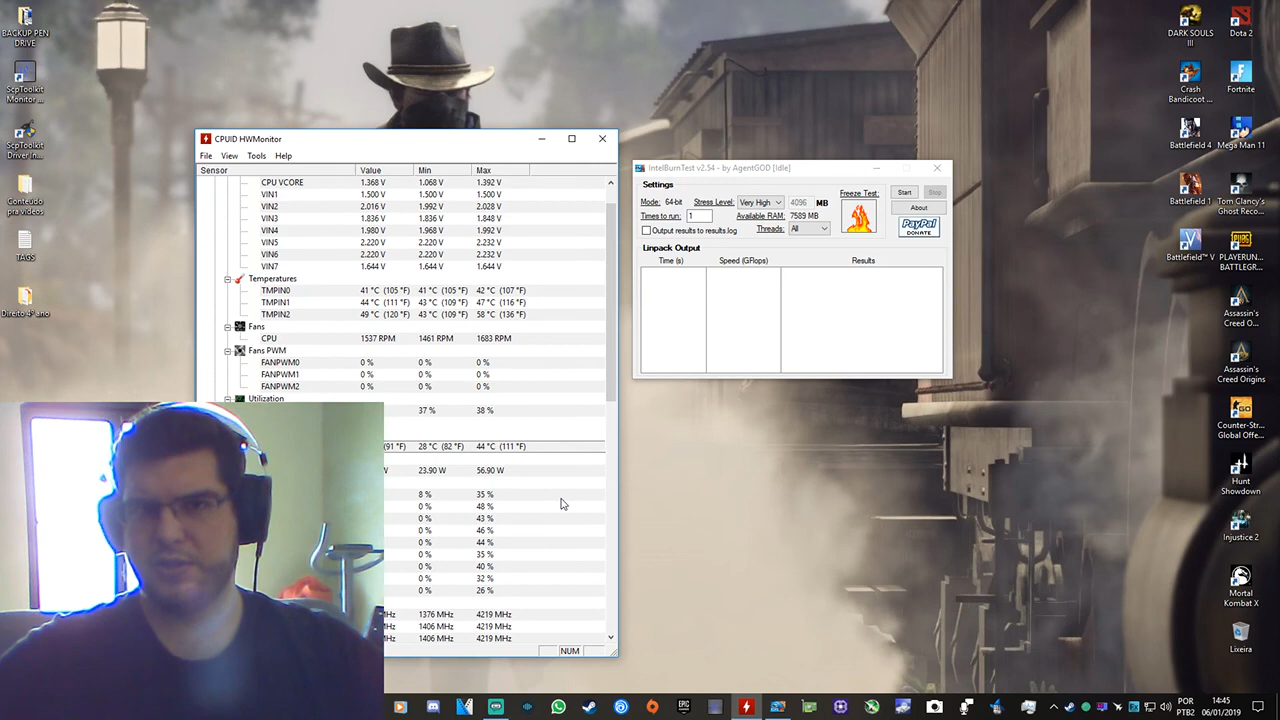 BACKUP PEN
DRIVE
ScpToolkit
Monitor ...
ScpToolkit
Driver In...
Conteúdo
pra vídeos
TAGS
Direito 4º ano
CPUID HWMonitor
File View Tools Help
Sensor Value Min Max
CPU VCORE 1.368 V 1.068 V 1.392 V
VIN1 1.500 V 1.500 V 1.500 V
VIN2 2.016 V 1.992 V 2.028 V
VIN3 1.836 V 1.836 V 1.848 V
VIN4 1.980 V 1.968 V 2.016 V
VIN5 2.220 V 2.220 V 2.232 V
VIN6 2.220 V 2.220 V 2.232 V
VIN7 1.644 V 1.644 V 1.644 V
Temperatures
TMPIN0 41 °C (105 °F) 41 °C (105 °F) 42 °C (107 °F)
TMPIN1 44 °C (111 °F) 43 °C (109 °F) 47 °C (116 °F)
TMPIN2 49 °C (120 °F) 43 °C (109 °F) 58 °C (136 °F)
Fans
CPU 1537 RPM 1461 RPM 1683 RPM
Fans PWM
FANPWM0 0 % 0 % 0 %
FANPWM1 0 % 0 % 0 %
FANPWM2 0 % 0 % 0 %
Utilization
37 % 38 %
(91 °F) 28 °C (82 °F) 44 °C (111 °F)
W 23.90 W 56.90 W
8 % 35 %
0 % 48 %
0 % 43 %
0 % 46 %
0 % 44 %
0 % 35 %
0 % 40 %
0 % 32 %
0 % 26 %
MHz 1376 MHz 4219 MHz
MHz 1406 MHz 4219 MHz
MHz 1406 MHz 4219 MHz
NUM
IntelBurnTest v2.54 - by AgentGOD [Idle]
Settings
Mode: 64-bit Stress Level: Very High 4096 MB
Times to run: 1 Available RAM: 7589 MB
Output results to results.log Threads: All
Freeze Test:
Start Stop
About
PayPal
DONATE
Linpack Output
Time (s) Speed (GFlops) Results
DARK SOULS
III
Dota 2
Crash
Bandicoot ...
Fortnite
Battlefield 4
Mega Man 11
Battlefield 1
Tom Clancy's
Ghost Reco...
Battlefield™ V
PLAYERUN...
BATTLEGR...
Assassin's
Creed O...
Assassin's
Creed Origins
GO
Counter-Str...
Global Offe...
Hunt
Showdown
Injustice 2
Mortal
Kombat X
Lixeira
EPIC
POR
PTB2
14:45
06/01/2019